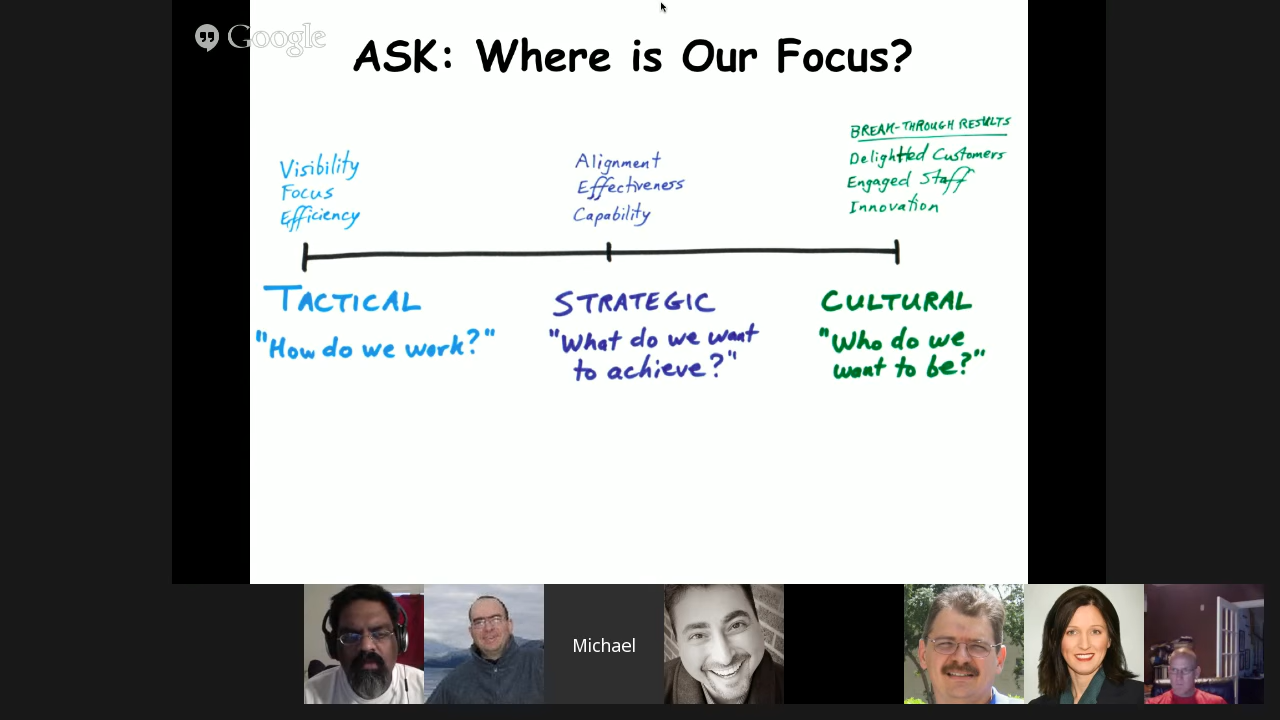 Google
ASK: Where is Our Focus?
Visibility
Focus
Efficiency
Alignment
Effectiveness
Capability
BREAK-THROUGH RESULTS
Delightted Customers
Engaged Staff
Innovation
TACTICAL
"How do we work?"
STRATEGIC
"What do we want
to achieve?"
CULTURAL
"Who do we
want to be?"
Michael